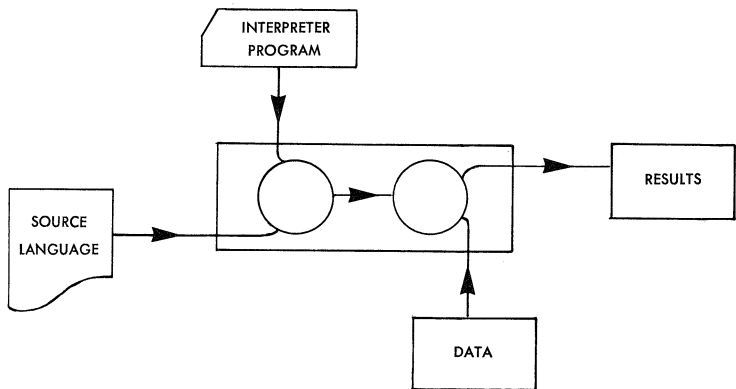 INTERPRETER
PROGRAM
SOURCE
LANGUAGE
RESULTS
DATA